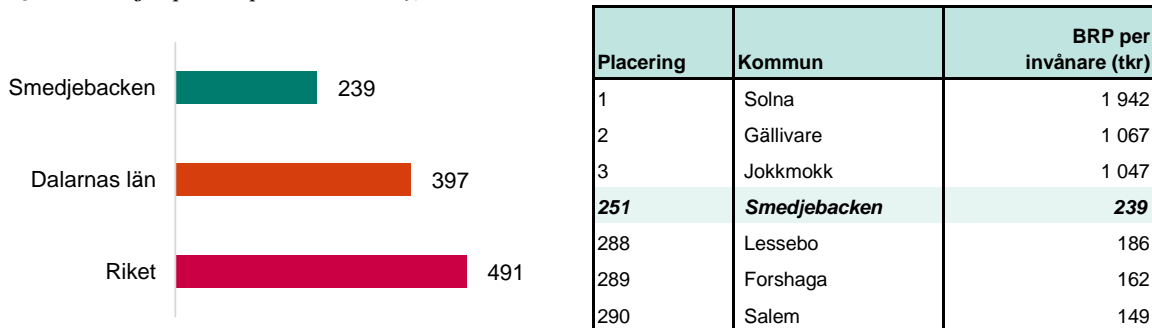 Smedjebacken 239
Dalarnas län 397
Riket 491
Placering Kommun BRP per invånare (tkr)
1 Solna 1 942
2 Gällivare 1 067
3 Jokkmokk 1 047
251 Smedjebacken 239
288 Lessebo 186
289 Forshaga 162
290 Salem 149